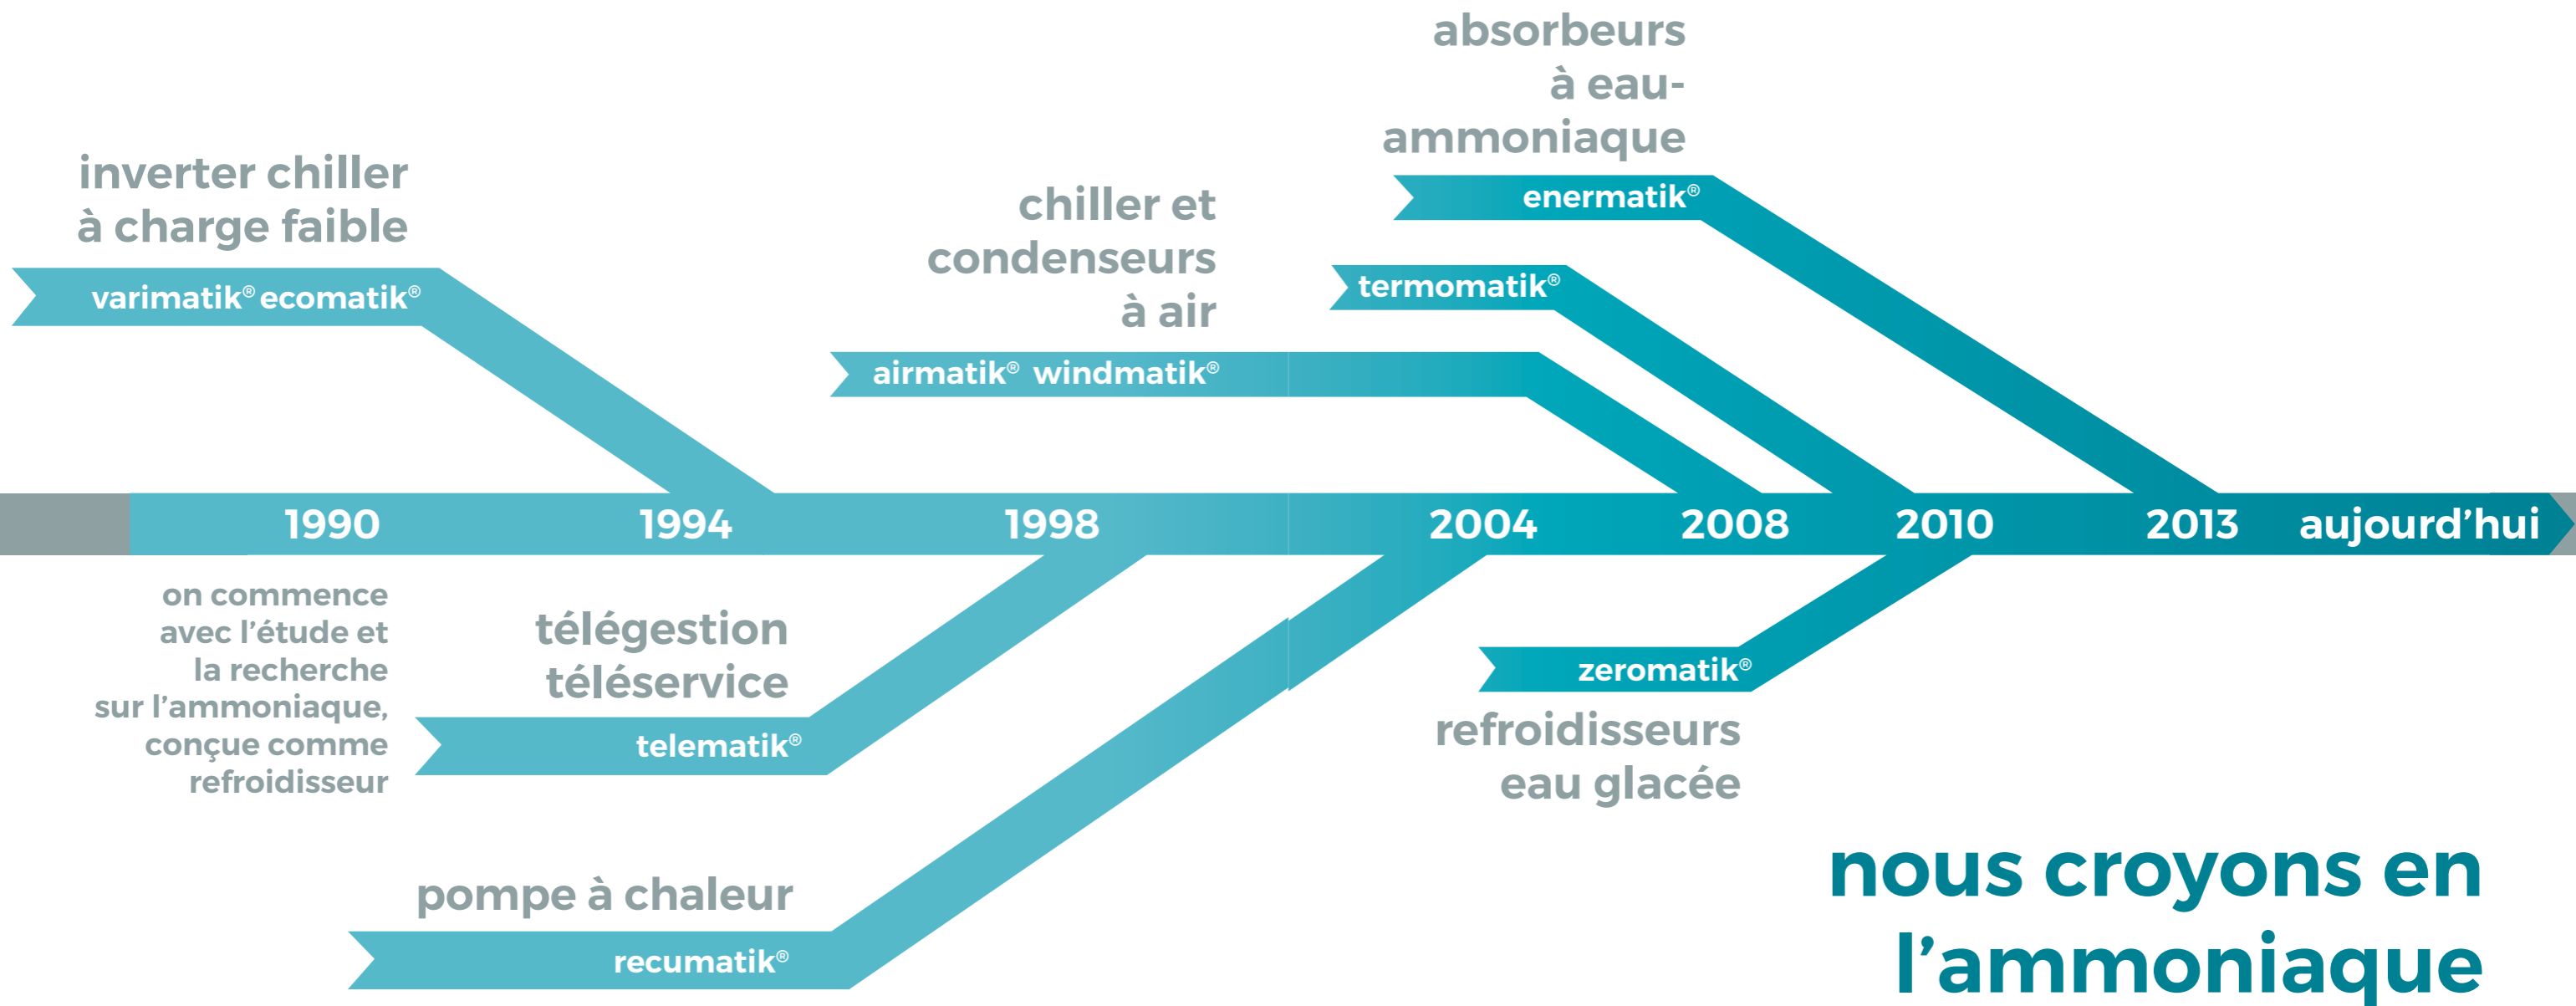 absorbeurs
à eau-
ammoniaque
enermatik®
inverter chiller
à charge faible
varimatik® ecomatik®
chiller et
condenseurs
à air
airmatik® windmatik®
termomatik®
1990 1994 1998 2004 2008 2010 2013 aujourd'hui
on commence
avec l'étude et
la recherche
sur l'ammoniaque,
conçue comme
refroidisseur
télégestion
téléservice
telematik®
zeromatik®
refroidisseurs
eau glacée
pompe à chaleur
recumatik®
nous croyons en
l'ammoniaque